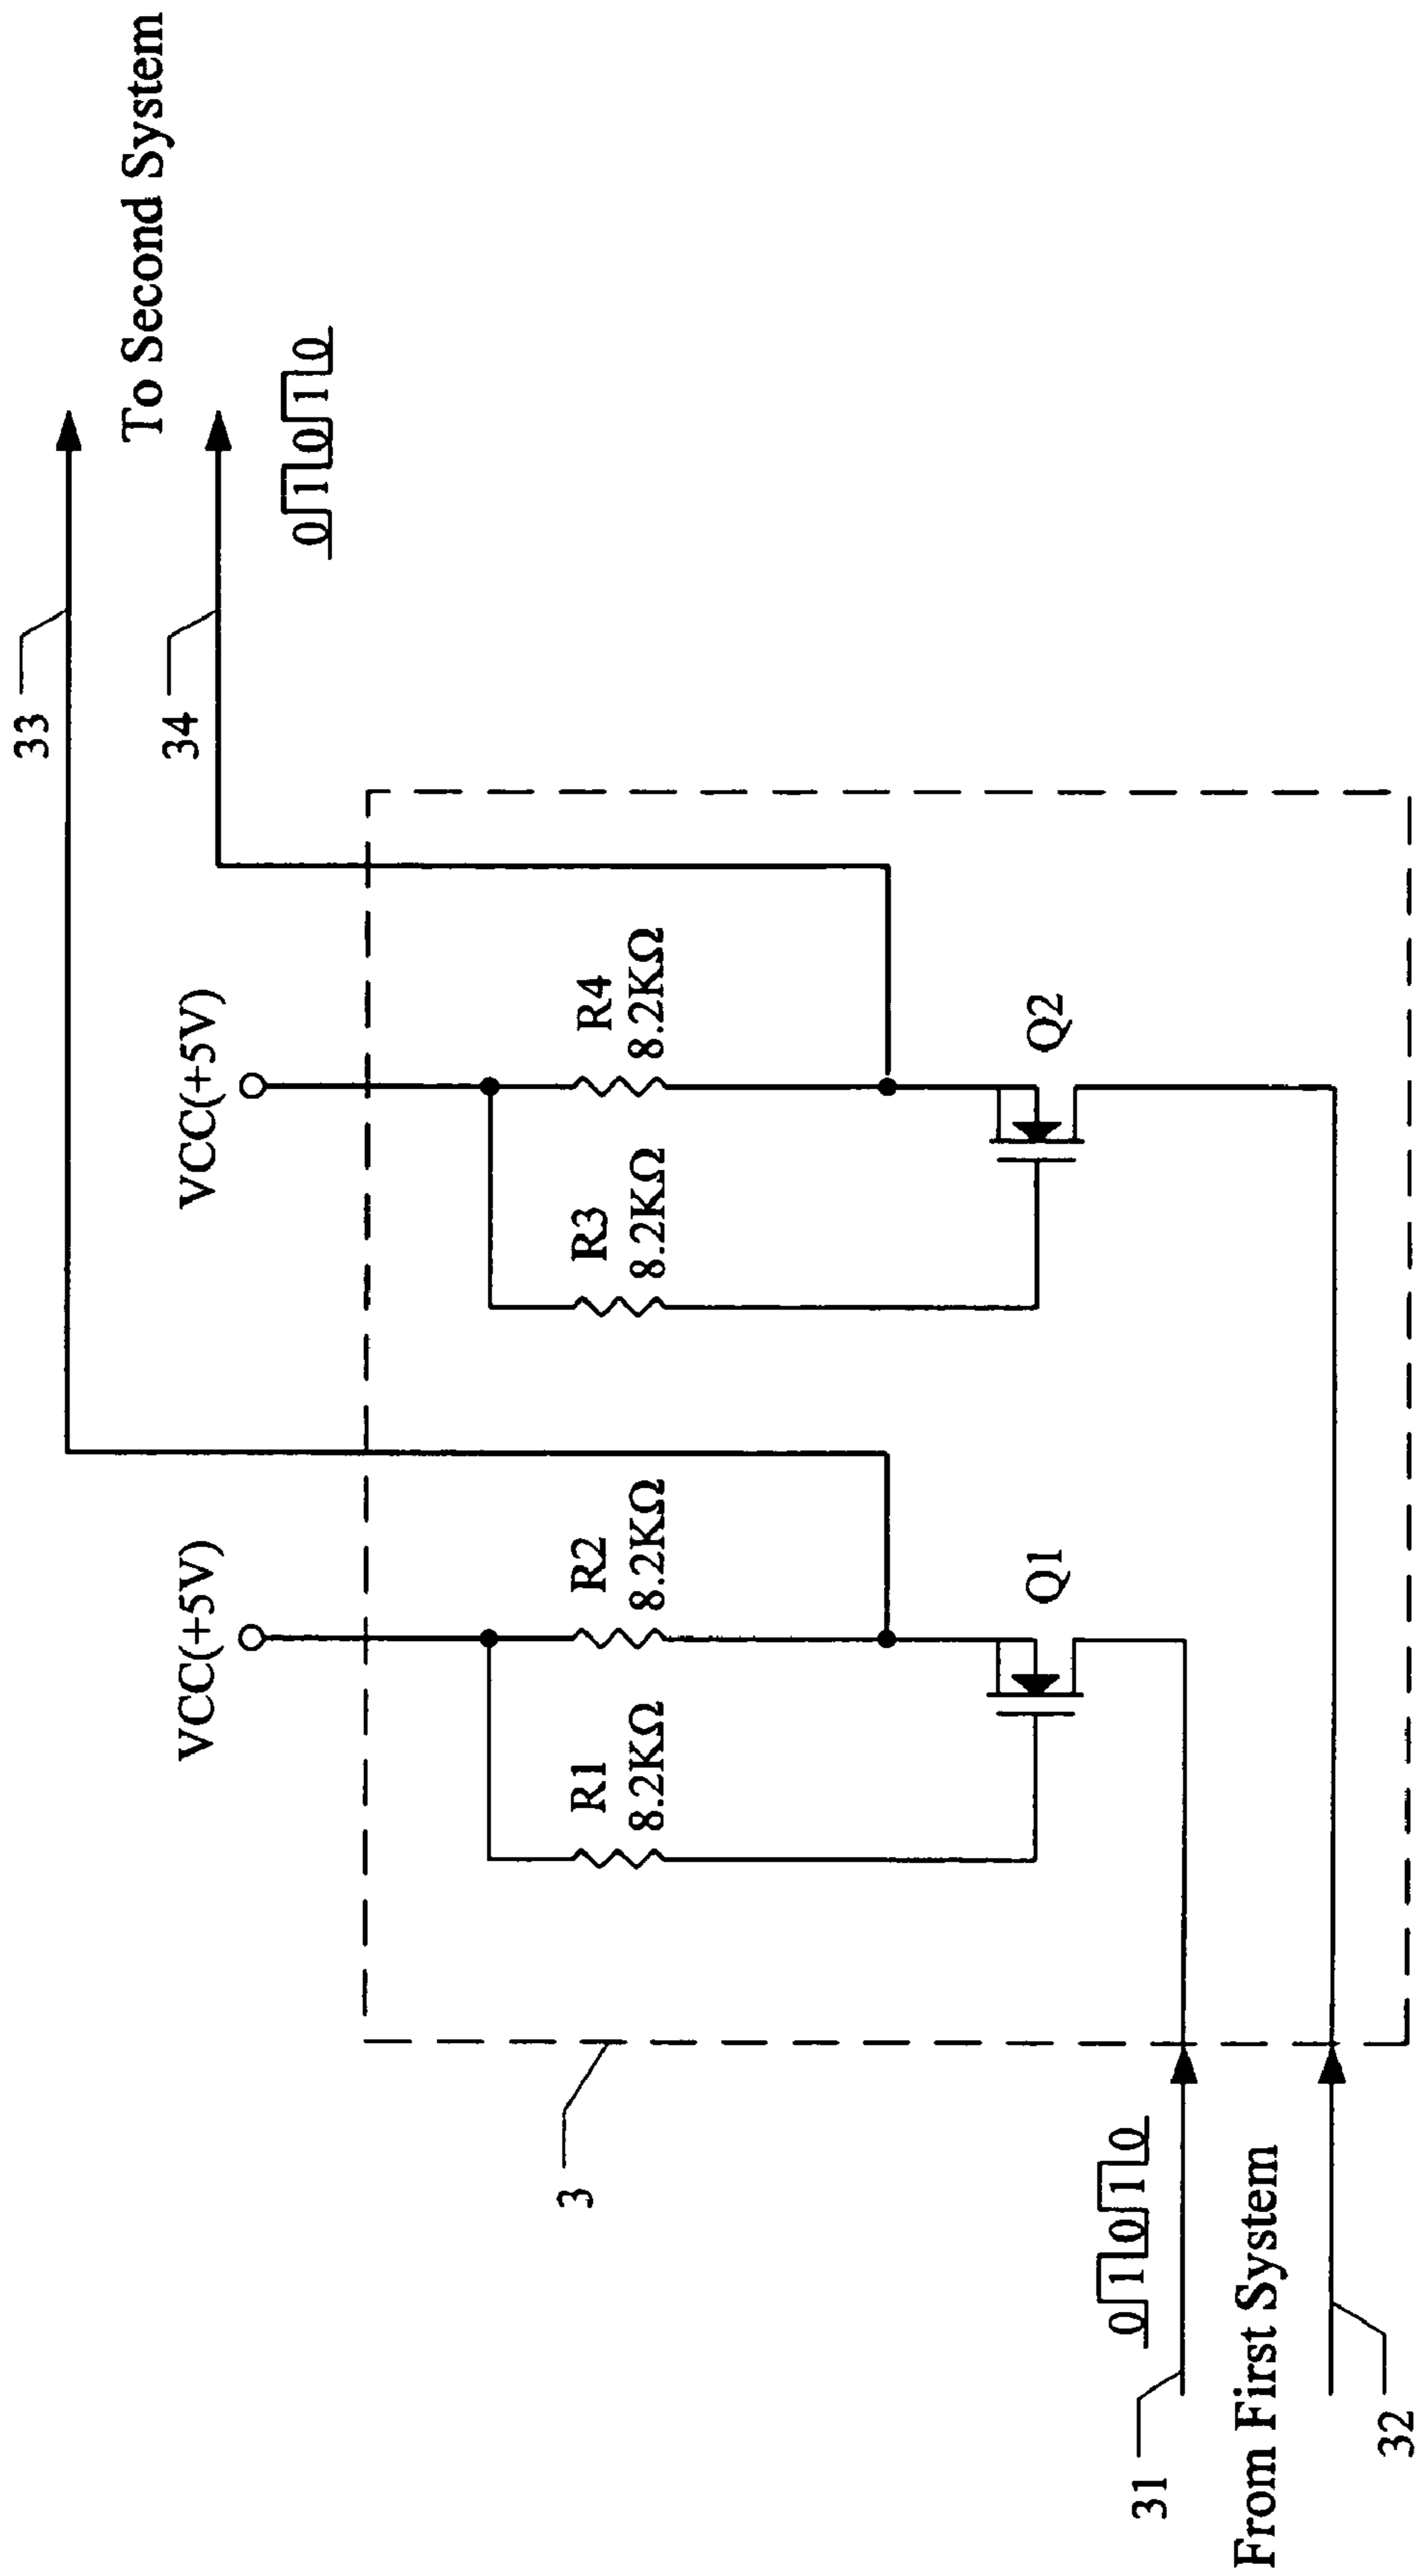 33
To Second System
34
0 1 0 1 0
VCC(+5V)
VCC(+5V)
R1
8.2KΩ
R2
8.2KΩ
R3
8.2KΩ
R4
8.2KΩ
Q1
Q2
3
0 1 0 1 0
31
From First System
32